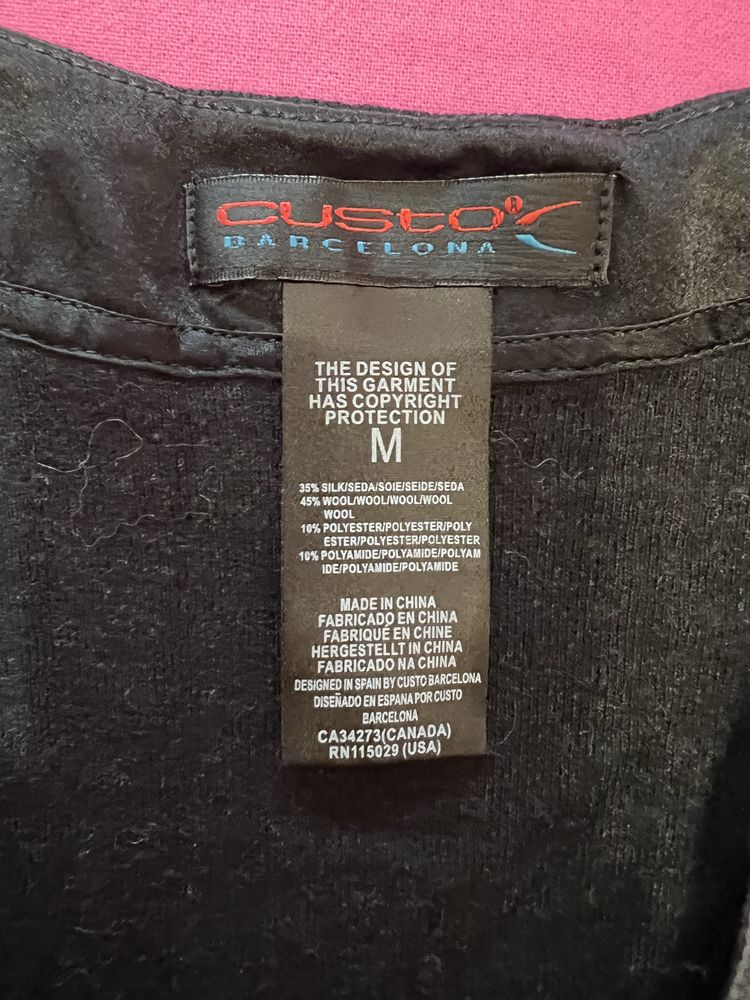 CUSTO®
BARCELONA
THE DESIGN OF
THIS GARMENT
HAS COPYRIGHT
PROTECTION
M
35% SILK/SEDA/SOIE/SEIDE/SEDA
45% WOOL/WOOL/WOOL/WOOL
WOOL
10% POLYESTER/POLYESTER/POLY
ESTER/POLYESTER/POLYESTER
10% POLYAMIDE/POLYAMIDE/POLYAM
IDE/POLYAMIDE/POLYAMIDE
MADE IN CHINA
FABRICADO EN CHINA
FABRIQUÉ EN CHINE
HERGESTELLT IN CHINA
FABRICADO NA CHINA
DESIGNED IN SPAIN BY CUSTO BARCELONA
DISEÑADO EN ESPANA POR CUSTO
BARCELONA
CA34273(CANADA)
RN115029 (USA)